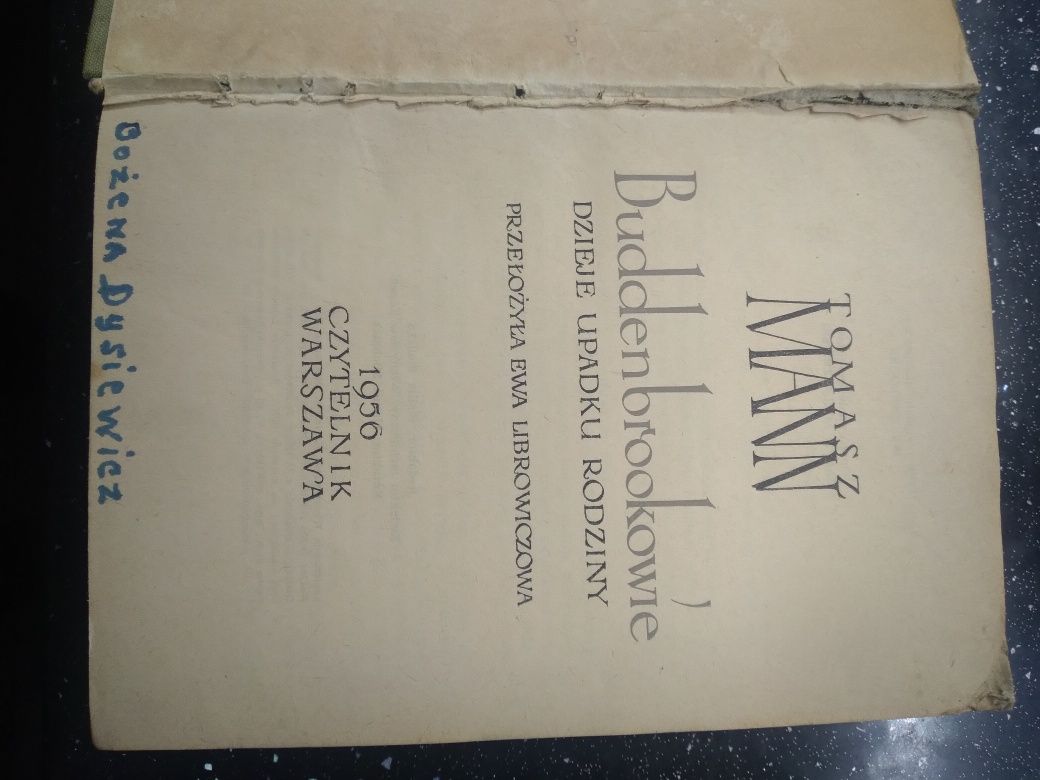 TOMASZ
MANN
Buddenbrookowie
DZIEJE UPADKU RODZINY
PRZEŁOŻYŁA EWA LIBROWICZOWA
1956
CZYTELNIK
WARSZAWA
Bożena Dysiewicz